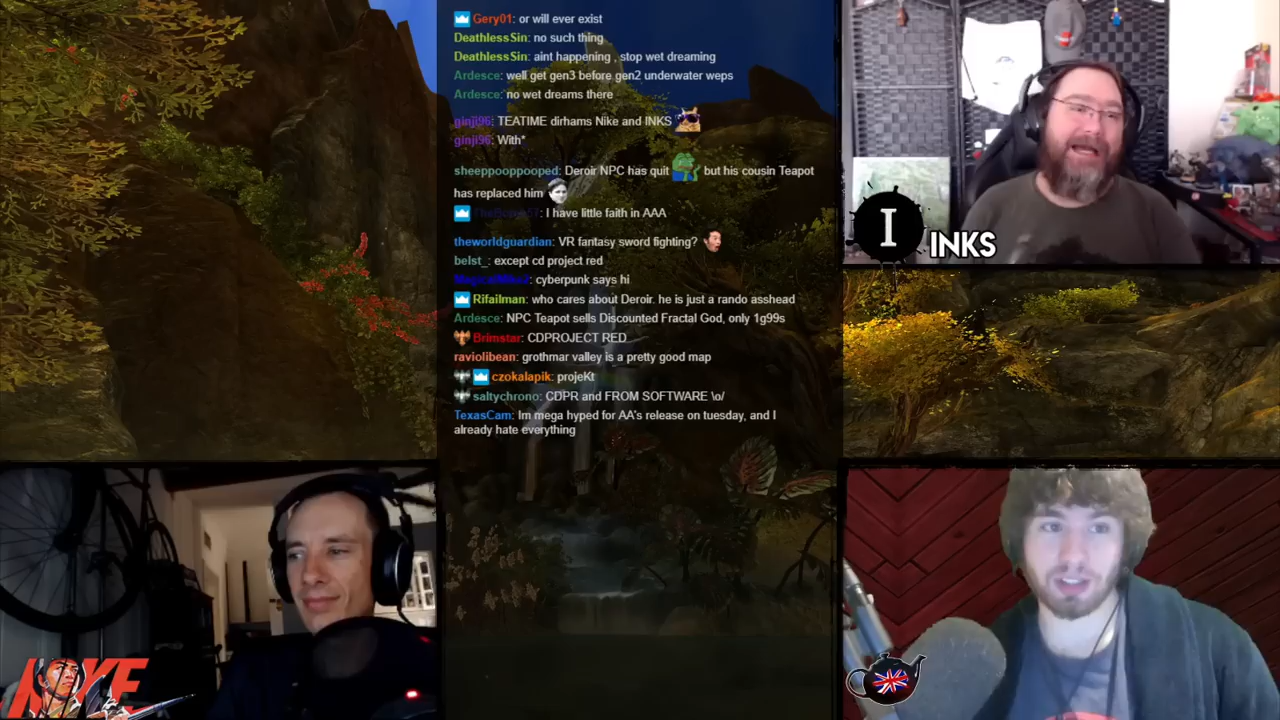 Gery01: or will ever exist
DeathlessSin: no such thing
DeathlessSin: aint happening , stop wet dreaming
Ardesce: well get gen3 before gen2 underwater weps
Ardesce: no wet dreams there
ginji96: TEATIME dirhams Nike and INKS
ginji96: With*
sheeppooppooped: Deroir NPC has quit but his cousin Teapot
has replaced him
: I have little faith in AAA
theworldguardian: VR fantasy sword fighting?
belst_: except cd project red
: cyberpunk says hi
Rifailman: who cares about Deroir. he is just a rando asshead
Ardesce: NPC Teapot sells Discounted Fractal God, only 1g99s
Brimstar: CDPROJECT RED
raviolibean: grothmar valley is a pretty good map
czokalapik: projeKt
saltychrono: CDPR and FROM SOFTWARE \o/
TexasCam: Im mega hyped for AA's release on tuesday, and I
already hate everything
I INKS
NIKE